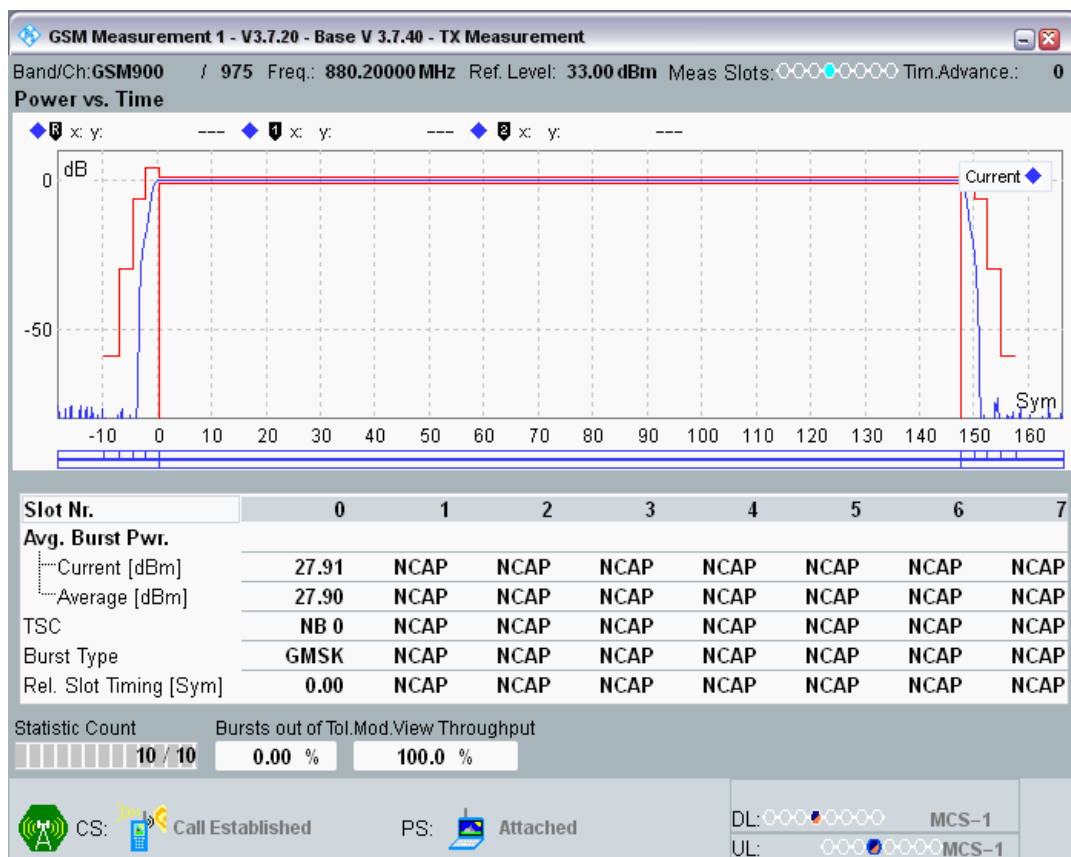 GSM Measurement 1 - V3.7.20 - Base V 3.7.40 - TX Measurement
Band/Ch:GSM900 / 975 Freq.: 880.20000 MHz Ref. Level: 33.00 dBm Meas Slots: Tim.Advance.: 0
Power vs. Time
R x: y: --- 1 x: y: --- 2 x: y: ---
dB
Current
0
-50
Sym
-10 0 10 20 30 40 50 60 70 80 90 100 110 120 130 140 150 160
Slot Nr. 0 1 2 3 4 5 6 7
Avg. Burst Pwr.
Current [dBm] 27.91 NCAP NCAP NCAP NCAP NCAP NCAP NCAP
Average [dBm] 27.90 NCAP NCAP NCAP NCAP NCAP NCAP NCAP
TSC NB 0 NCAP NCAP NCAP NCAP NCAP NCAP NCAP
Burst Type GMSK NCAP NCAP NCAP NCAP NCAP NCAP NCAP
Rel. Slot Timing [Sym] 0.00 NCAP NCAP NCAP NCAP NCAP NCAP NCAP
Statistic Count Bursts out of Tol.Mod.View Throughput
10 / 10 0.00 % 100.0 %
CS: Call Established PS: Attached
DL: MCS-1
UL: MCS-1